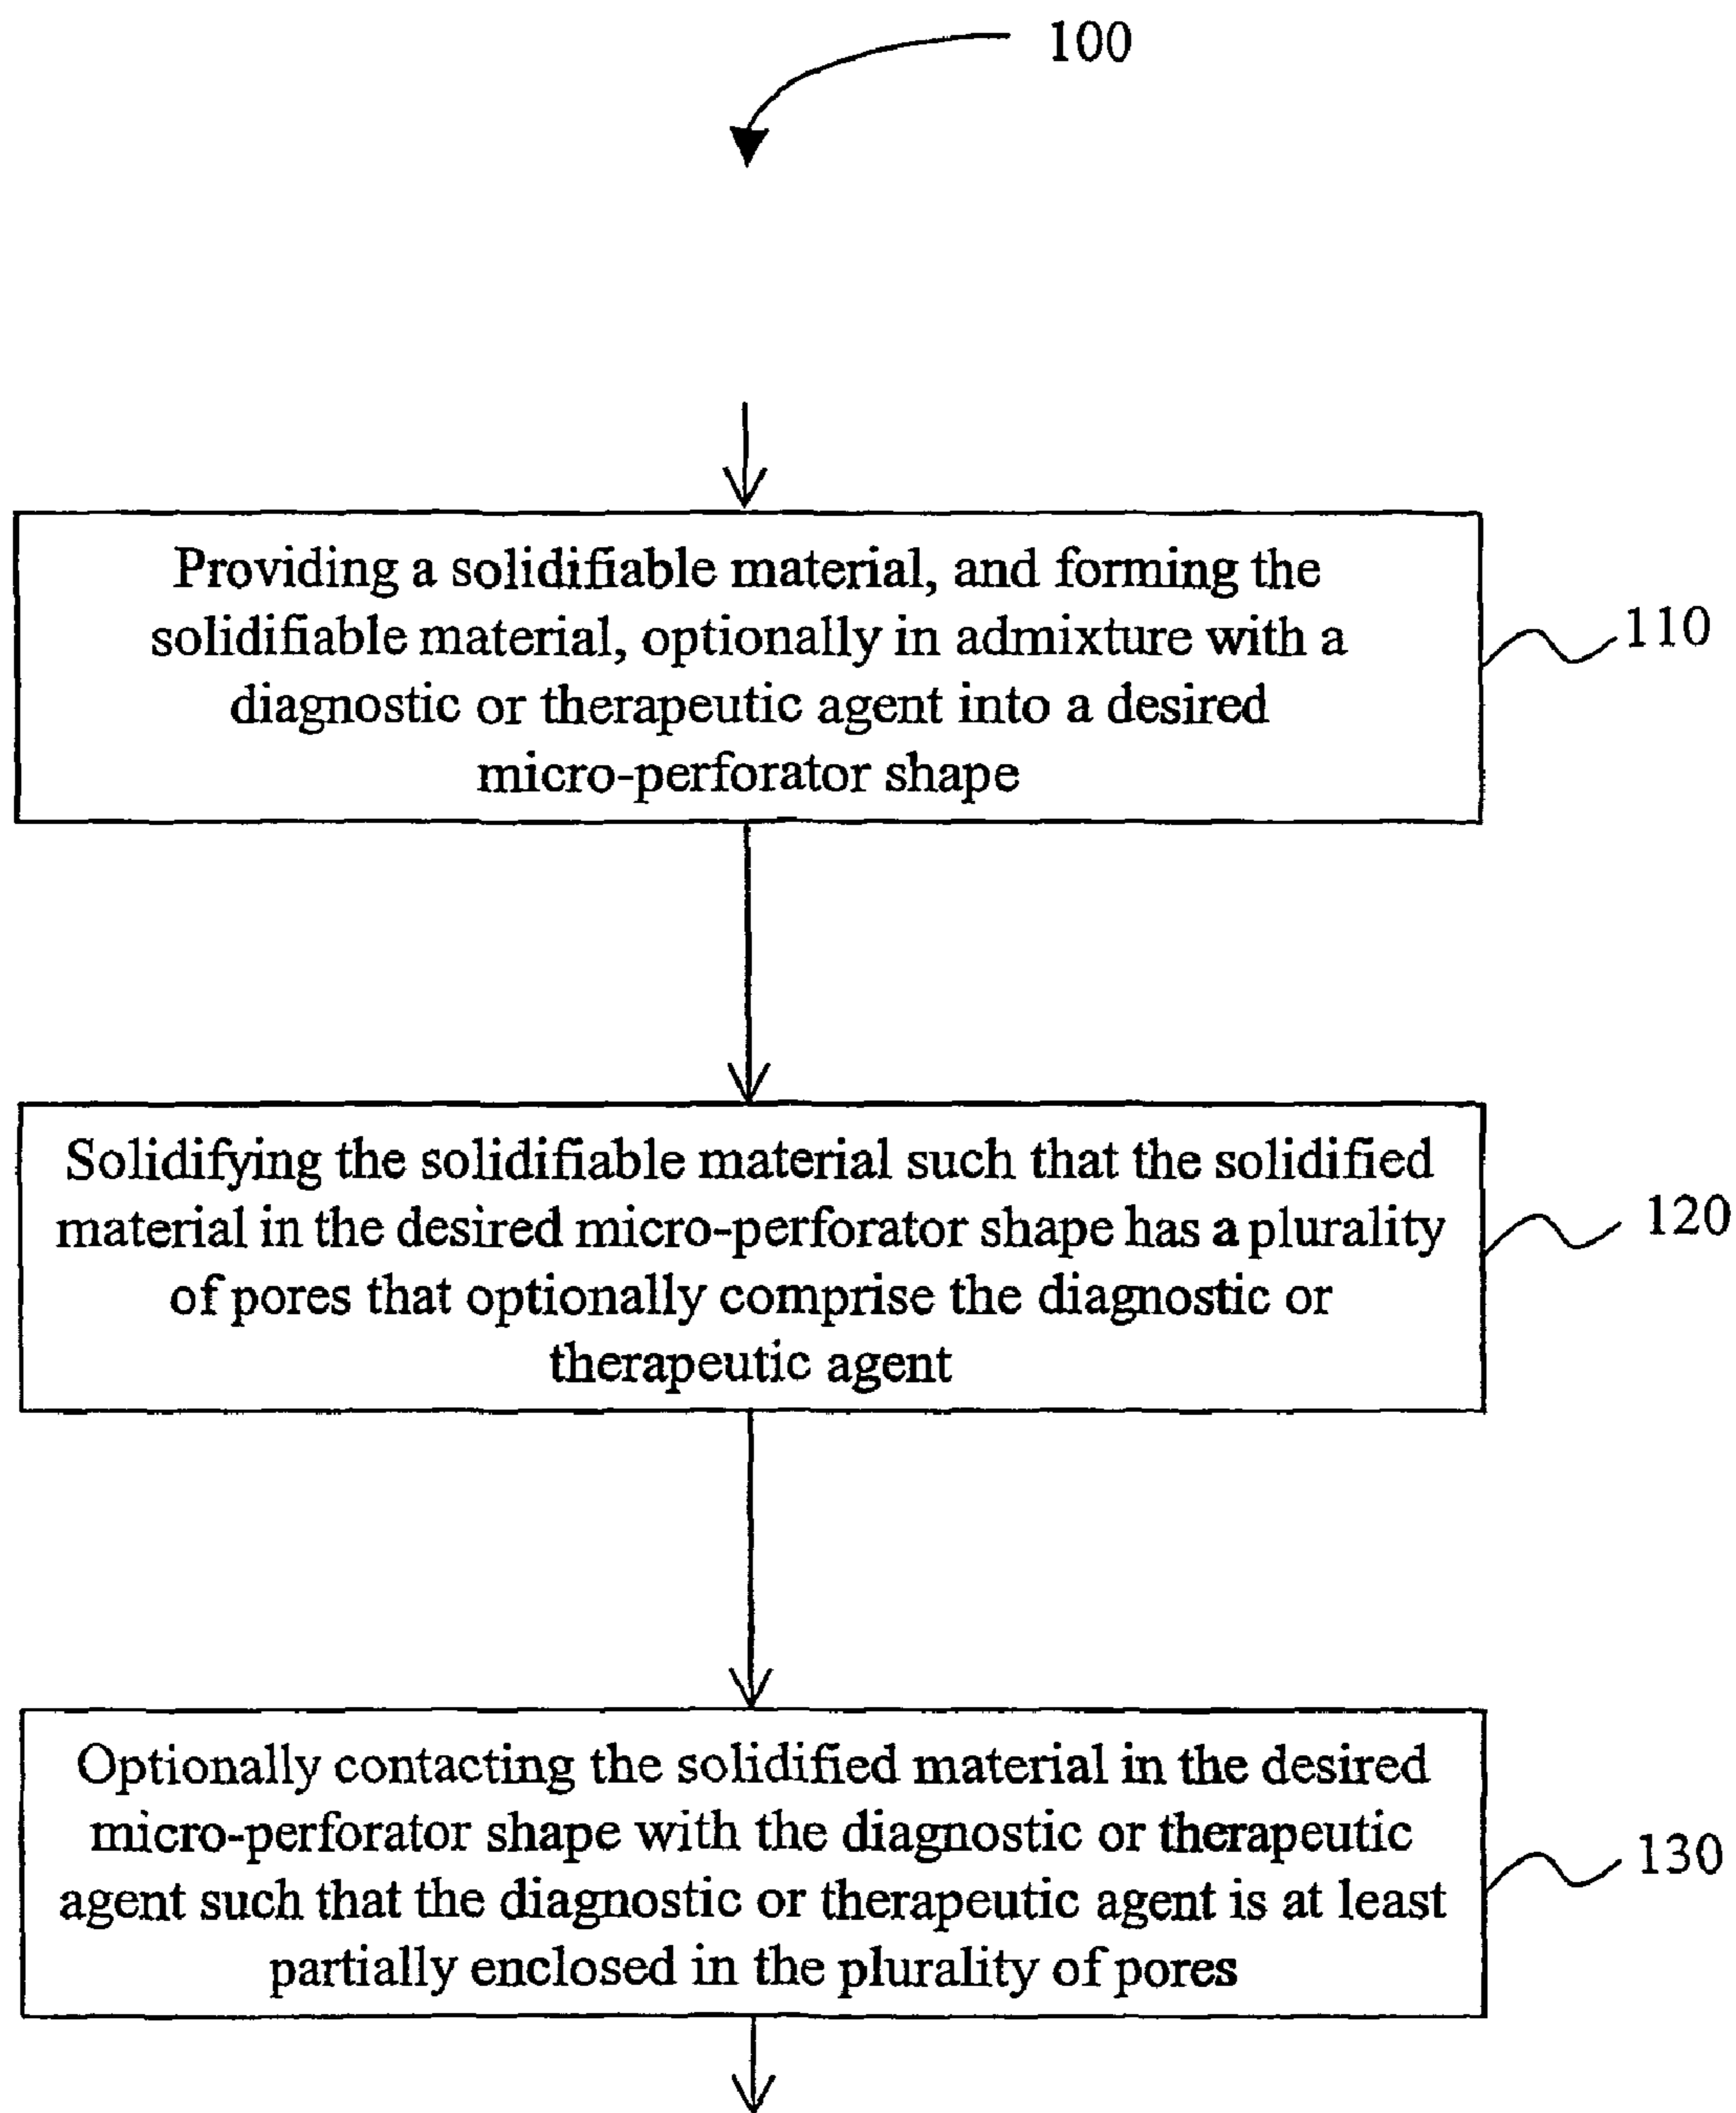 100
Providing a solidifiable material, and forming the
solidifiable material, optionally in admixture with a
diagnostic or therapeutic agent into a desired
micro-perforator shape
110
Solidifying the solidifiable material such that the solidified
material in the desired micro-perforator shape has a plurality
of pores that optionally comprise the diagnostic or
therapeutic agent
120
Optionally contacting the solidified material in the desired
micro-perforator shape with the diagnostic or therapeutic
agent such that the diagnostic or therapeutic agent is at least
partially enclosed in the plurality of pores
130